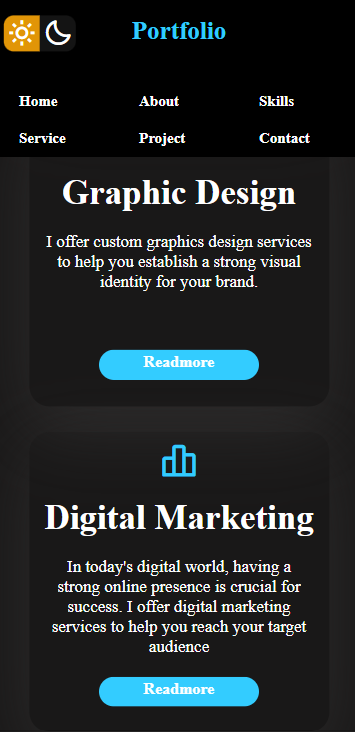 Portfolio
Home About Skills
Service Project Contact
Graphic Design
I offer custom graphics design services
to help you establish a strong visual
identity for your brand.
Readmore
Digital Marketing
In today's digital world, having a
strong online presence is crucial for
success. I offer digital marketing
services to help you reach your target
audience
Readmore